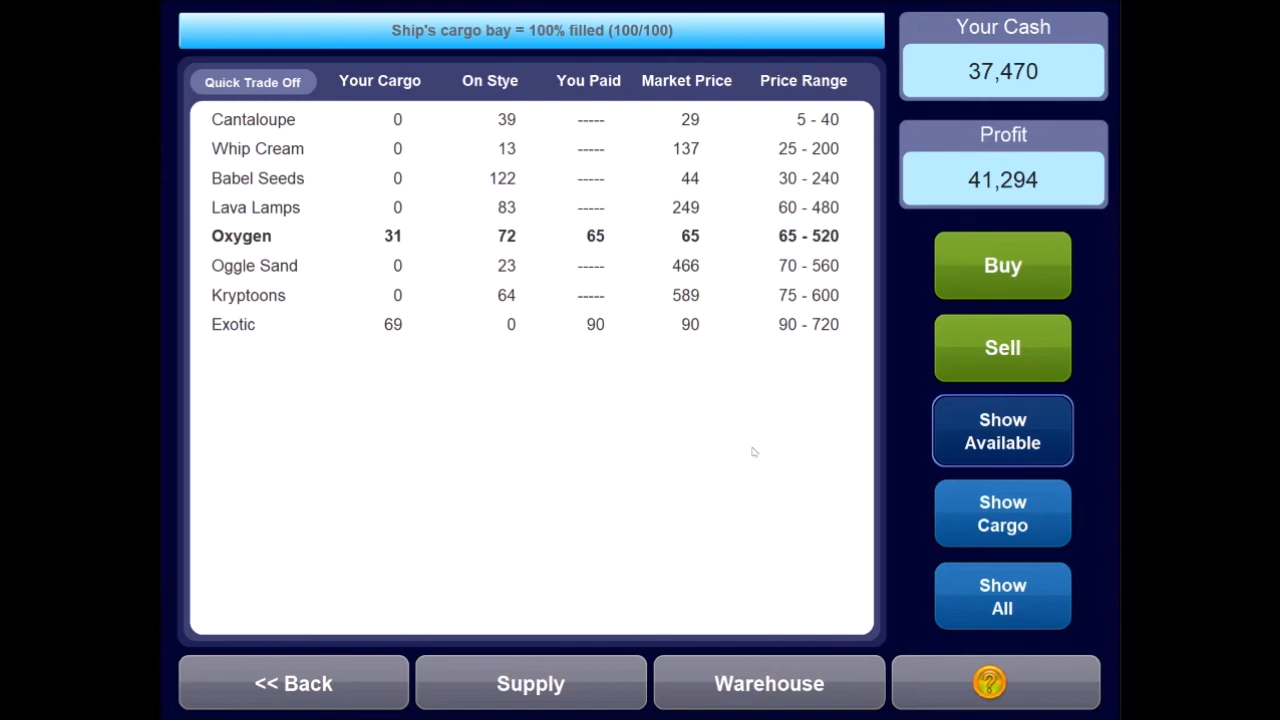 Ship's cargo bay = 100% filled (100/100)
Your Cash
37,470
Quick Trade Off Your Cargo On Stye You Paid Market Price Price Range
Cantaloupe 0 39 ----- 29 5 - 40
Whip Cream 0 13 ----- 137 25 - 200
Babel Seeds 0 122 ----- 44 30 - 240
Lava Lamps 0 83 ----- 249 60 - 480
Oxygen 31 72 65 65 65 - 520
Oggle Sand 0 23 ----- 466 70 - 560
Kryptoons 0 64 ----- 589 75 - 600
Exotic 69 0 90 90 90 - 720
Profit
41,294
Buy
Sell
Show
Available
Show
Cargo
Show
All
<< Back Supply Warehouse ?